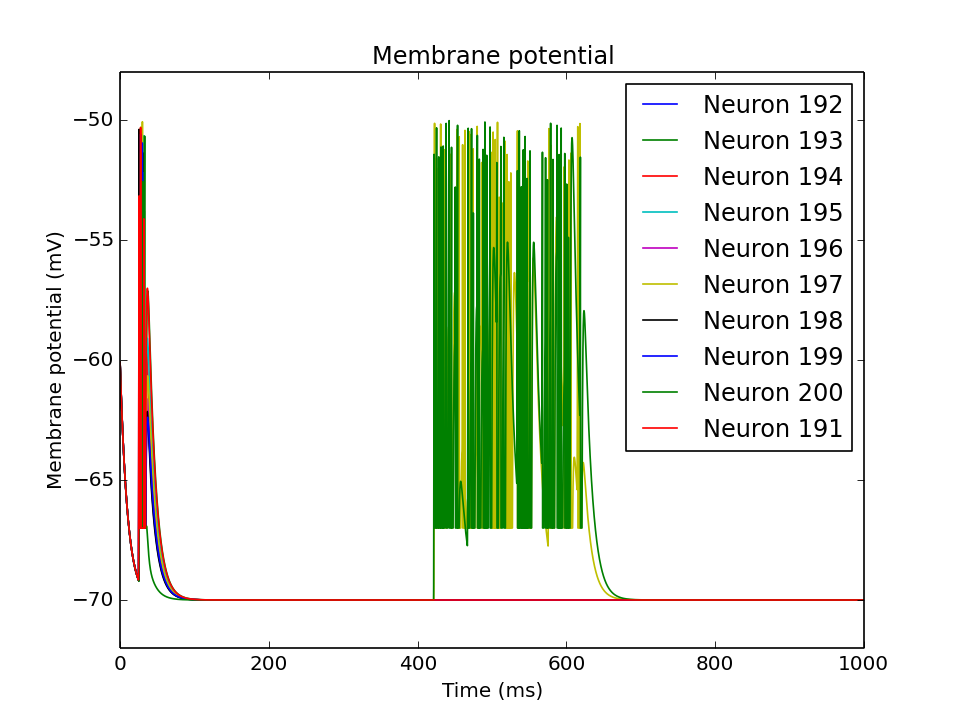 Membrane potential
Membrane potential (mV)
−50
−55
−60
−65
−70
Neuron 192
Neuron 193
Neuron 194
Neuron 195
Neuron 196
Neuron 197
Neuron 198
Neuron 199
Neuron 200
Neuron 191
0 200 400 600 800 1000
Time (ms)